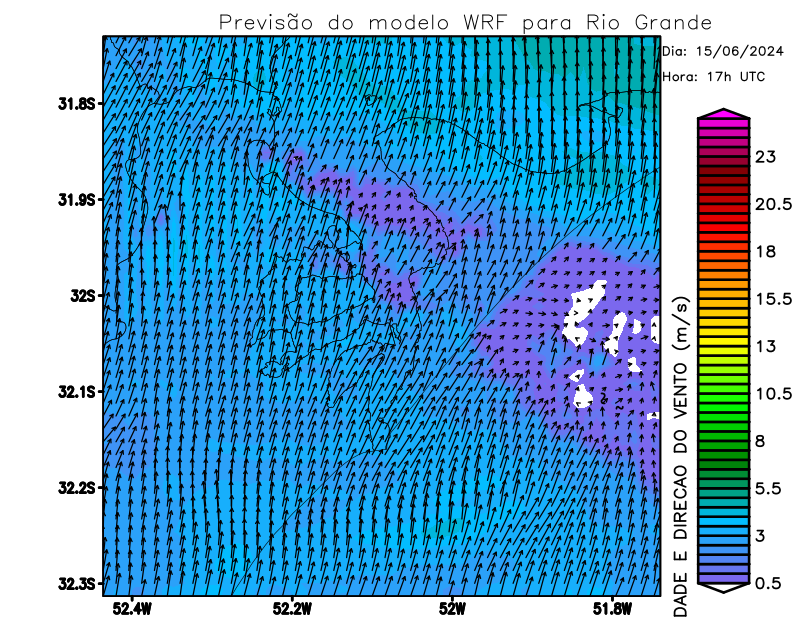 Previsão do modelo WRF para Rio Grande
Dia: 15/06/2024
Hora: 17h UTC
31.8S
31.9S
32S
32.1S
32.2S
32.3S
52.4W
52.2W
52W
51.8W
23
20.5
18
15.5
13
10.5
8
5.5
3
0.5
DADE E DIRECAO DO VENTO (m/s)